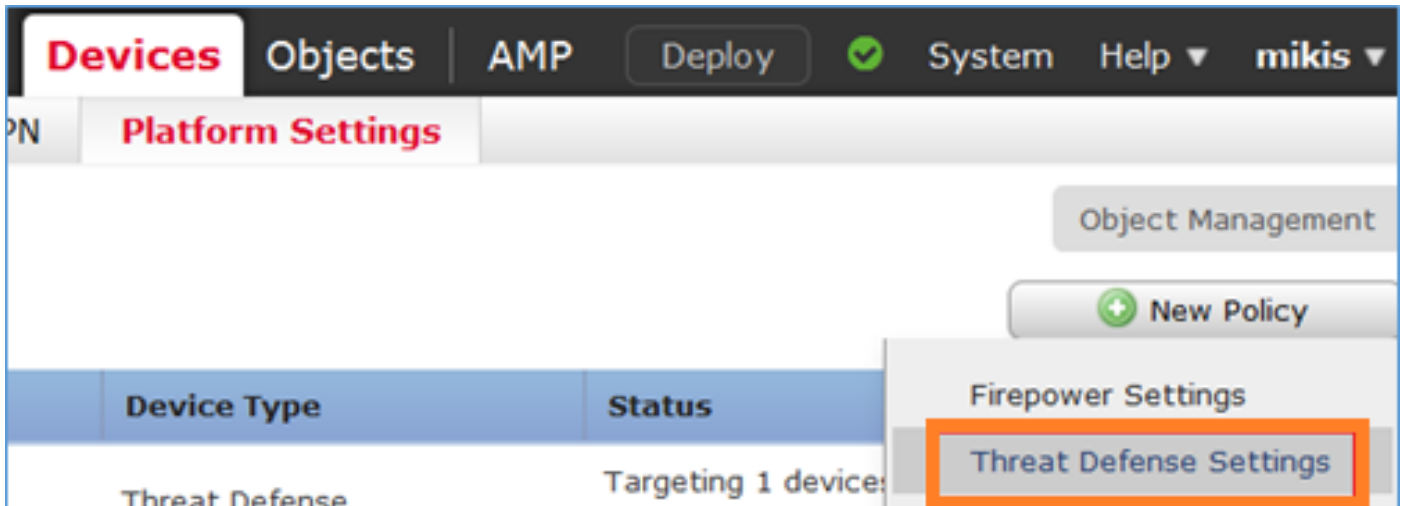 Devices Objects AMP Deploy System Help mikis
PN Platform Settings
Object Management
New Policy
Device Type Status Firepower Settings
Threat Defense Targeting 1 devices Threat Defense Settings